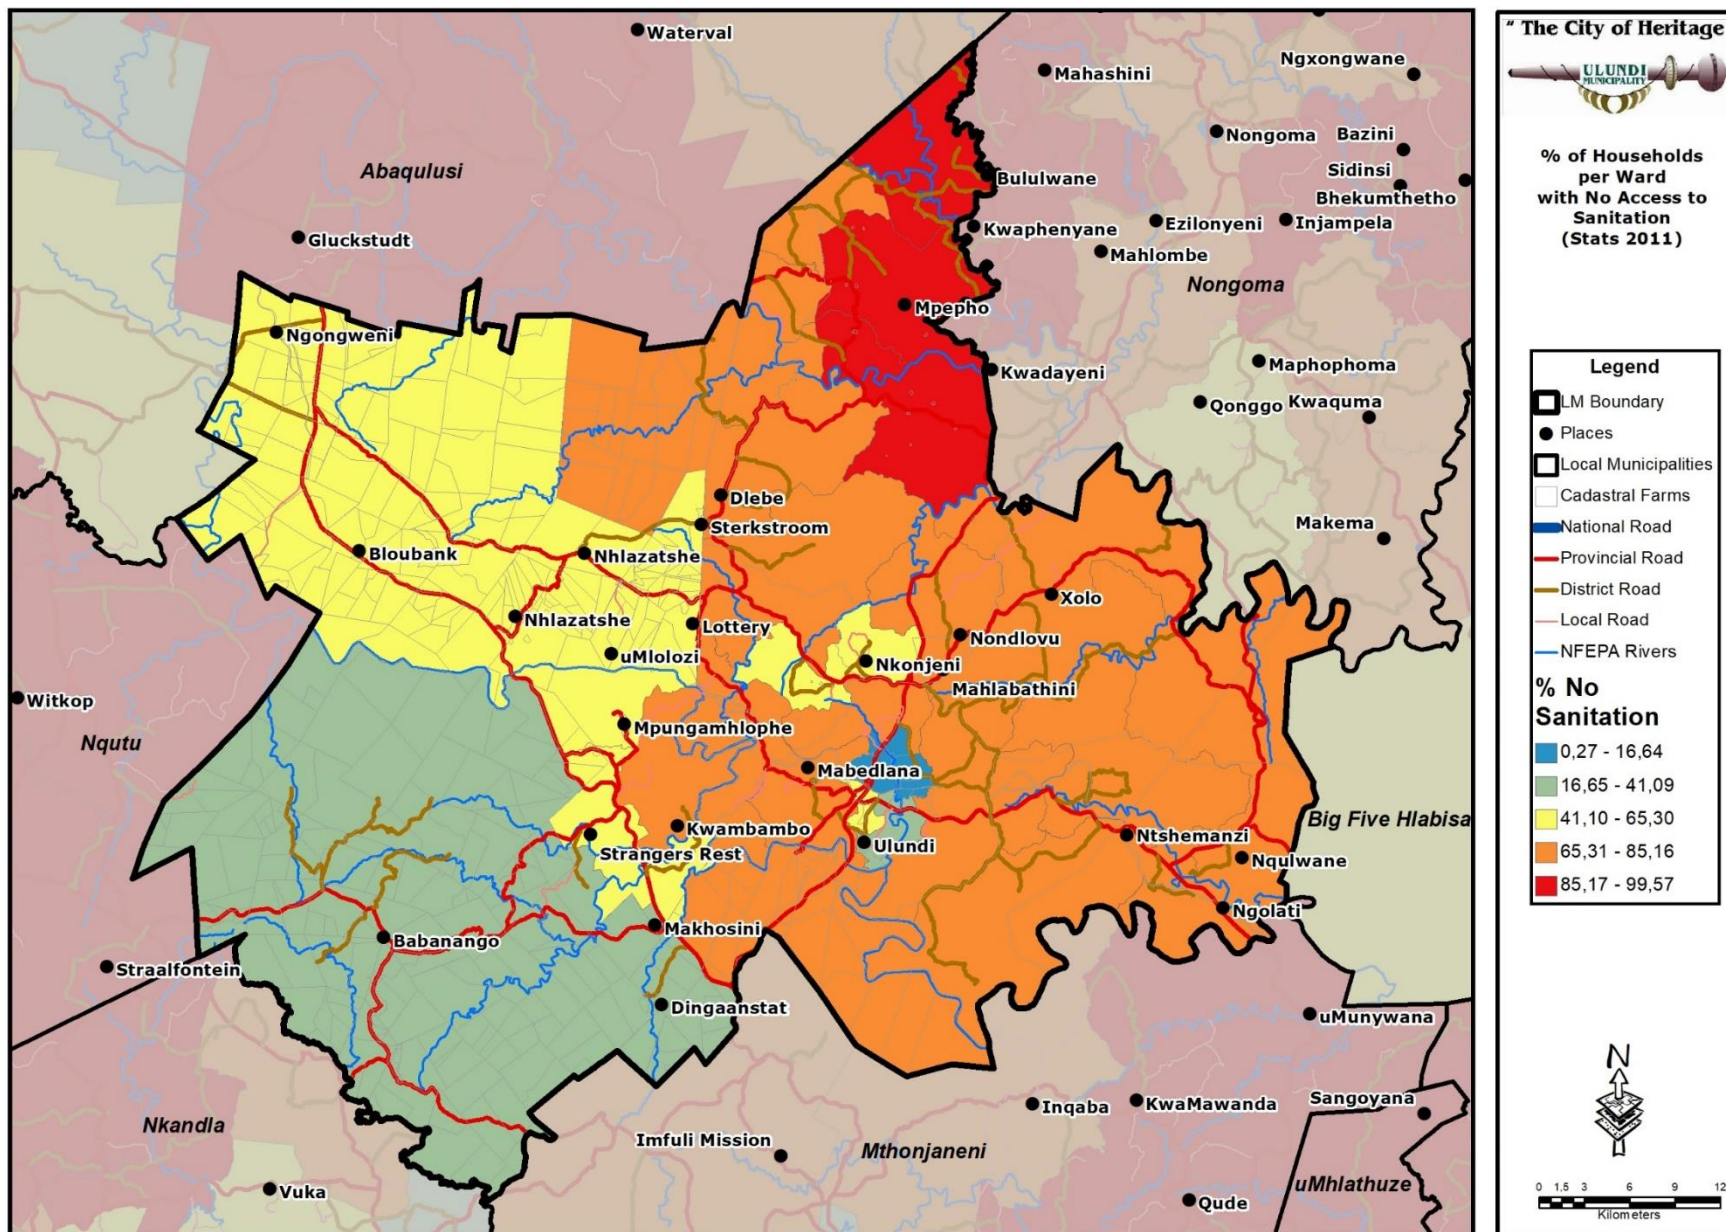 Waterval
Mahashini
Ngxongwane
Nongoma
Bazini
Abaqulusi
Sidinsi
Bululwane
Bhekumthetho
Gluckstudt
Kwaphenyane
Ezilonyeni
Injampela
Mahlombe
Nongoma
Mpepho
Ngongweni
Kwadayeni
Maphophoma
Qonggo
Kwaquma
Dlebe
Sterkstroom
Makema
Bloubank
Nhlazatshe
Xolo
Nhlazatshe
Lottery
Nondlovu
uMlolozi
Nkonjeni
Mahlabathini
Witkop
Mpungamhlophe
Nqutu
Mabedlana
Big Five Hlabisa
Kwambambo
Ntshemanzi
Strangers Rest
Ulundi
Nqulwane
Ngolati
Makhosini
Babanango
Straalfontein
Dingaanstat
uMunywana
Nkandla
Inqaba
KwaMawanda
Sangoyana
Imfuli Mission
Mthonjaneni
Vuka
uMhlathuze
Qude
" The City of Heritage
ULUNDI
MUNICIPALITY
% of Households
per Ward
with No Access to
Sanitation
(Stats 2011)
Legend
LM Boundary
Places
Local Municipalities
Cadastral Farms
National Road
Provincial Road
District Road
Local Road
NFEPA Rivers
% No
Sanitation
0,27 - 16,64
16,65 - 41,09
41,10 - 65,30
65,31 - 85,16
85,17 - 99,57
N
0 1,5 3 6 9 12
Kilometers